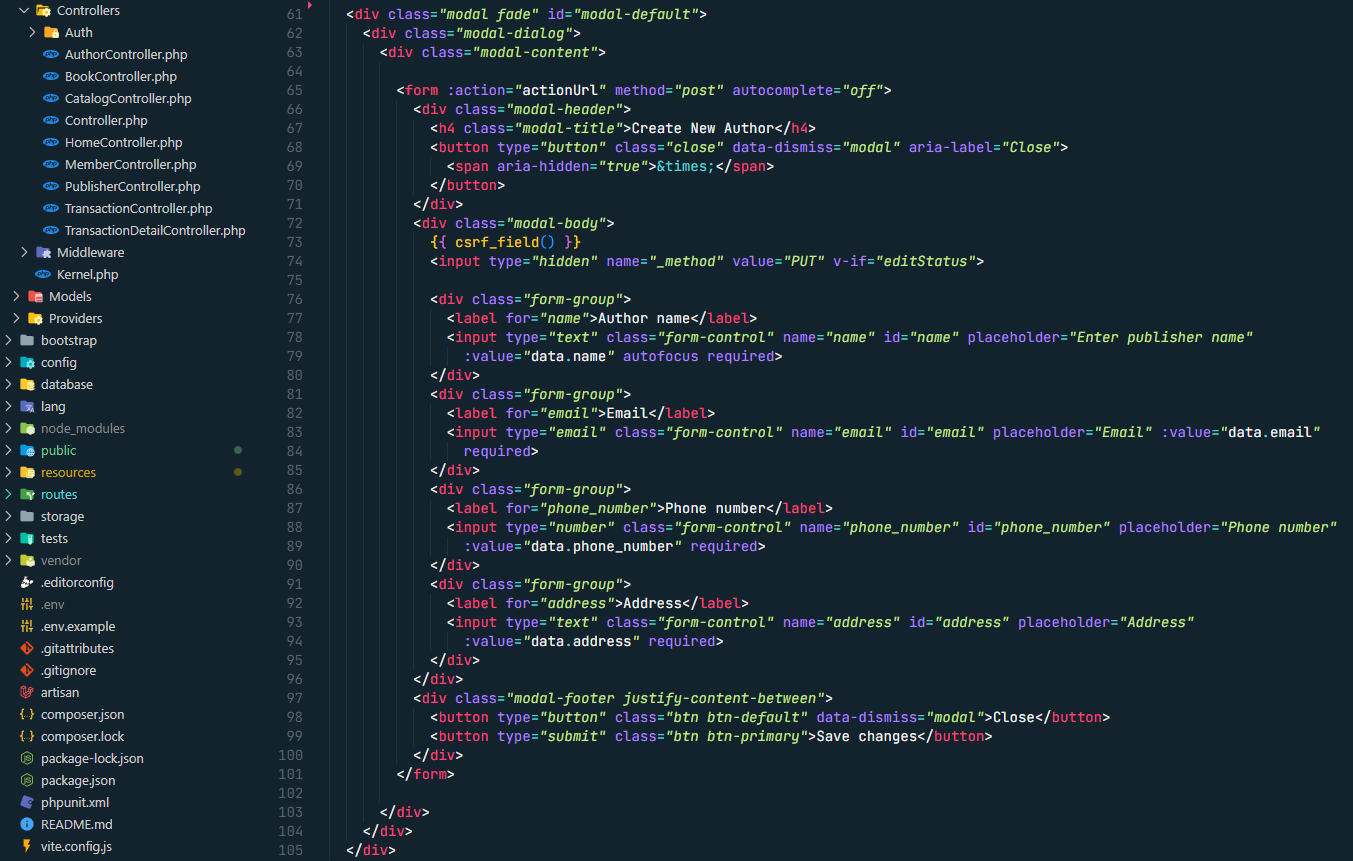 Controllers
Auth
AuthorController.php
BookController.php
CatalogController.php
Controller.php
HomeController.php
MemberController.php
PublisherController.php
TransactionController.php
TransactionDetailController.php
Middleware
Kernel.php
Models
Providers
bootstrap
config
database
lang
node_modules
public
resources
routes
storage
tests
vendor
.editorconfig
.env
.env.example
.gitattributes
.gitignore
artisan
composer.json
composer.lock
package-lock.json
package.json
phpunit.xml
README.md
vite.config.js
61 <div class="modal fade" id="modal-default">
62 <div class="modal-dialog">
63 <div class="modal-content">
64
65 <form :action="actionUrl" method="post" autocomplete="off">
66 <div class="modal-header">
67 <h4 class="modal-title">Create New Author</h4>
68 <button type="button" class="close" data-dismiss="modal" aria-label="Close">
69 <span aria-hidden="true">&times;</span>
70 </button>
71 </div>
72 <div class="modal-body">
73 {{ csrf_field() }}
74 <input type="hidden" name="_method" value="PUT" v-if="editStatus">
75
76 <div class="form-group">
77 <label for="name">Author name</label>
78 <input type="text" class="form-control" name="name" id="name" placeholder="Enter publisher name"
79 :value="data.name" autofocus required>
80 </div>
81 <div class="form-group">
82 <label for="email">Email</label>
83 <input type="email" class="form-control" name="email" id="email" placeholder="Email" :value="data.email"
84 required>
85 </div>
86 <div class="form-group">
87 <label for="phone_number">Phone number</label>
88 <input type="number" class="form-control" name="phone_number" id="phone_number" placeholder="Phone number"
89 :value="data.phone_number" required>
90 </div>
91 <div class="form-group">
92 <label for="address">Address</label>
93 <input type="text" class="form-control" name="address" id="address" placeholder="Address"
94 :value="data.address" required>
95 </div>
96 </div>
97 <div class="modal-footer justify-content-between">
98 <button type="button" class="btn btn-default" data-dismiss="modal">Close</button>
99 <button type="submit" class="btn btn-primary">Save changes</button>
100 </div>
101 </form>
102
103 </div>
104 </div>
105 </div>